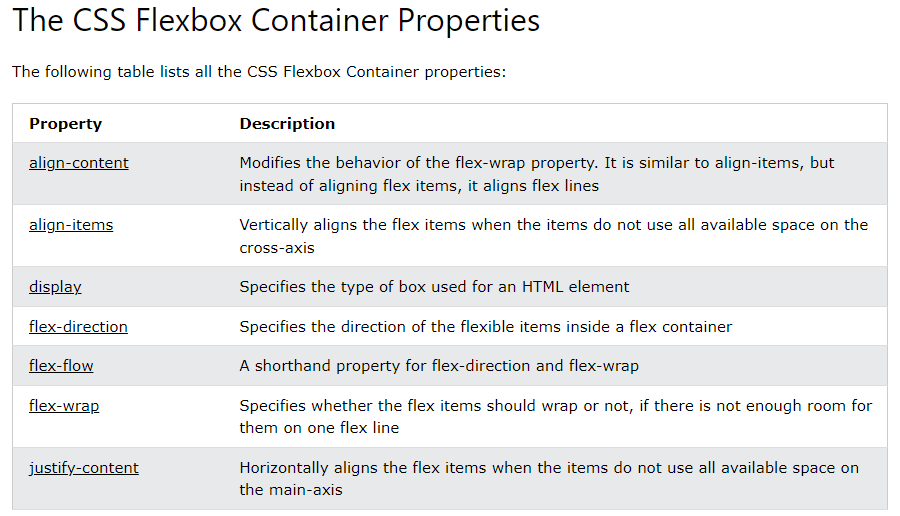 The CSS Flexbox Container Properties
The following table lists all the CSS Flexbox Container properties:
Property Description
align-content Modifies the behavior of the flex-wrap property. It is similar to align-items, but
instead of aligning flex items, it aligns flex lines
align-items Vertically aligns the flex items when the items do not use all available space on the
cross-axis
display Specifies the type of box used for an HTML element
flex-direction Specifies the direction of the flexible items inside a flex container
flex-flow A shorthand property for flex-direction and flex-wrap
flex-wrap Specifies whether the flex items should wrap or not, if there is not enough room for
them on one flex line
justify-content Horizontally aligns the flex items when the items do not use all available space on
the main-axis